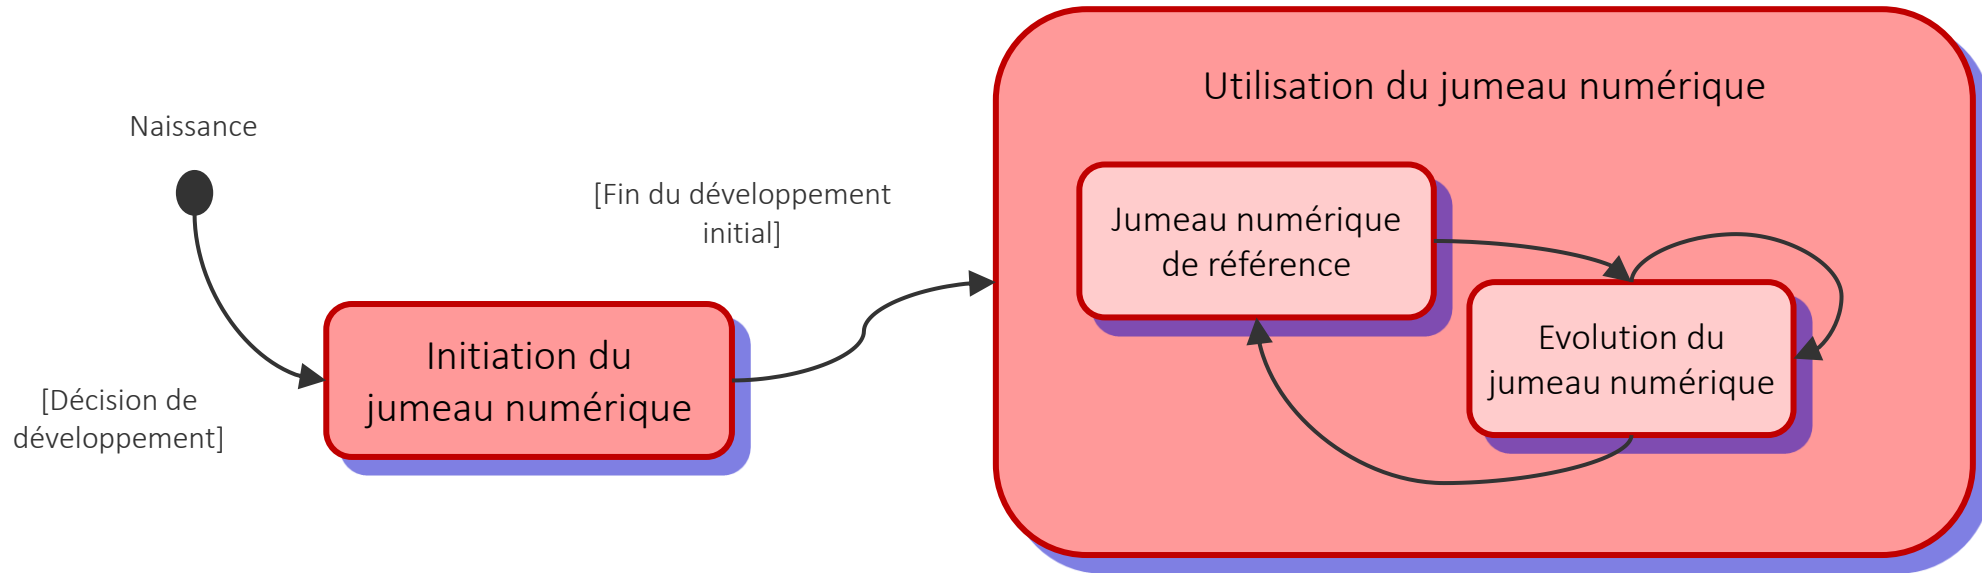 Naissance
[Décision de
développement]
Initiation du
jumeau numérique
[Fin du développement
initial]
Utilisation du jumeau numérique
Jumeau numérique
de référence
Evolution du
jumeau numérique